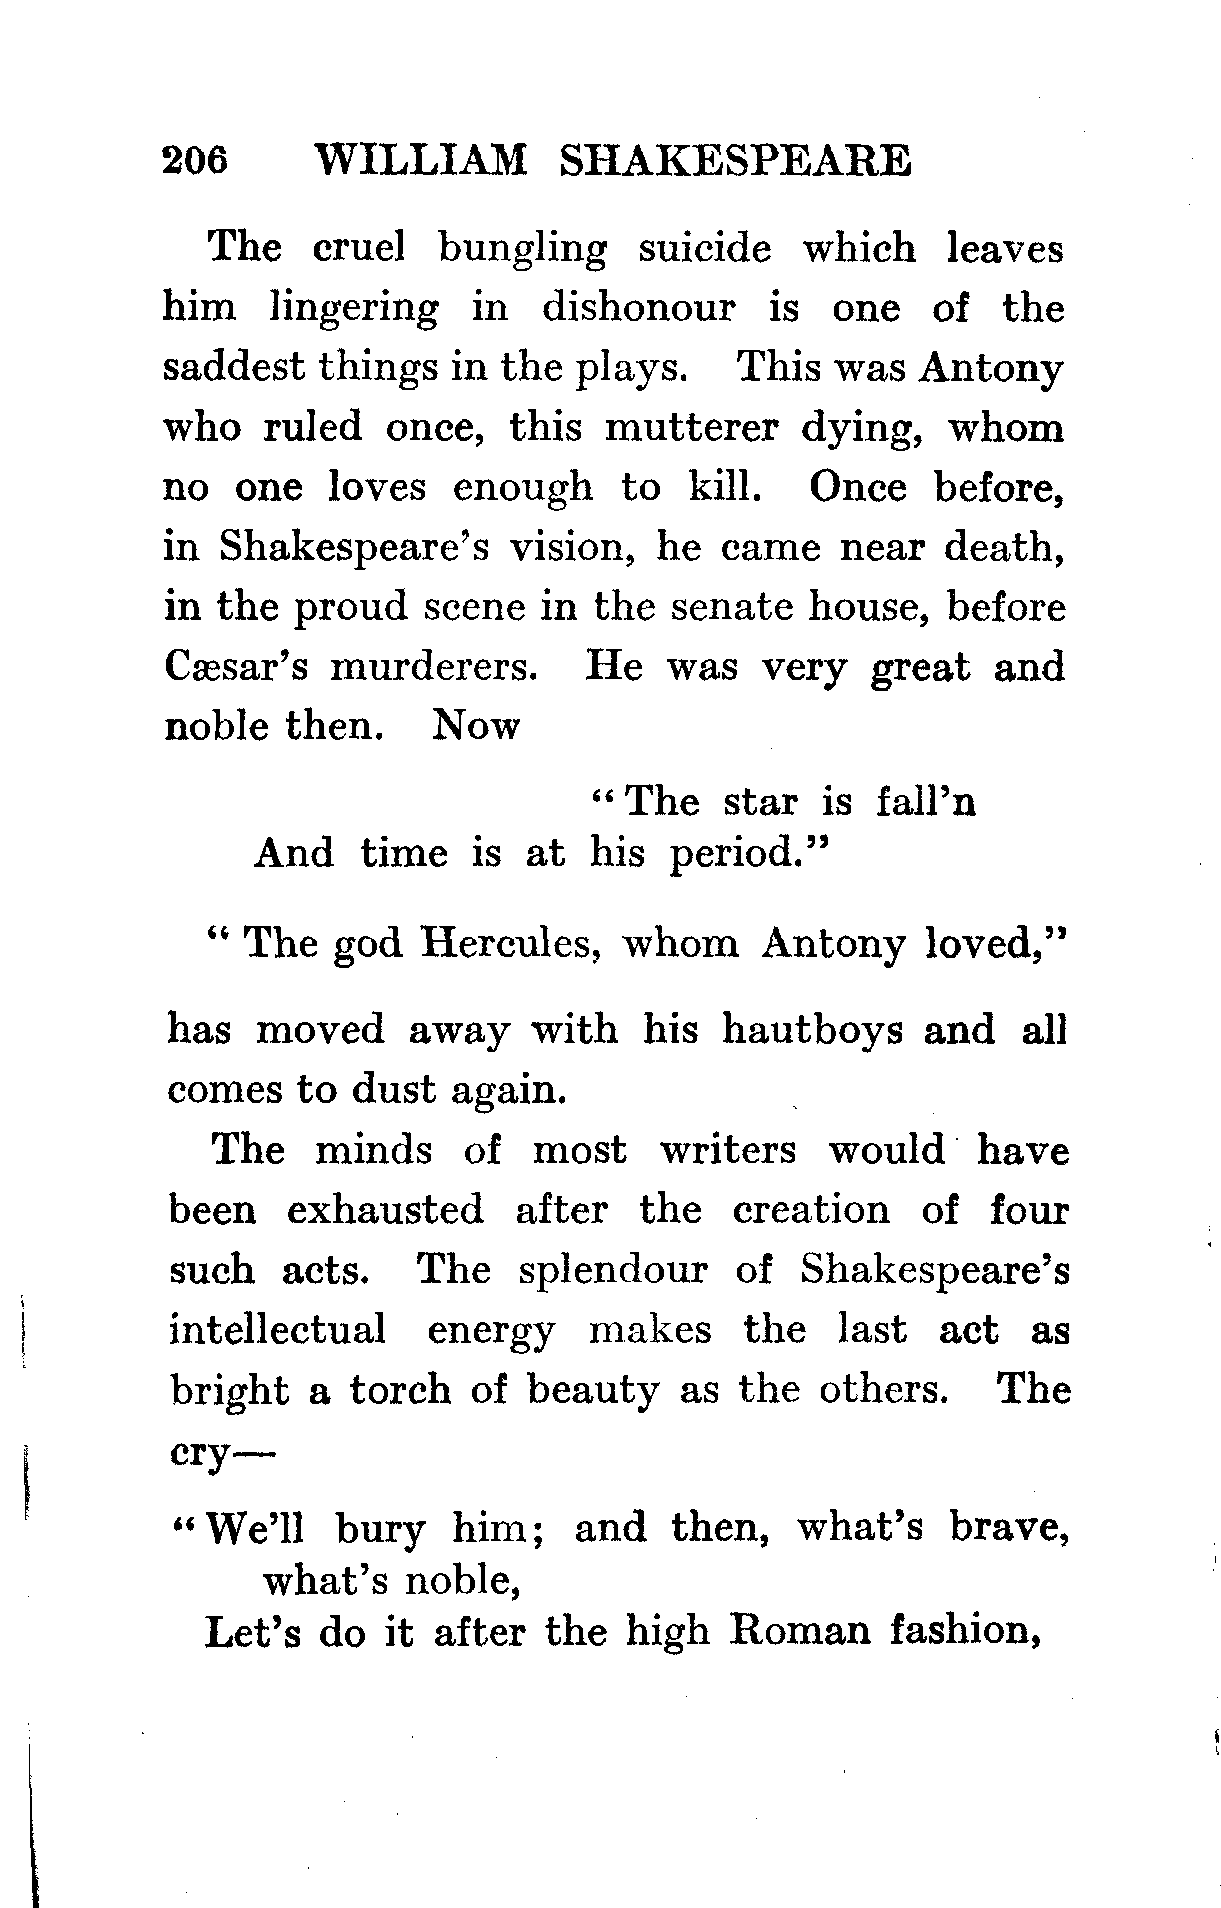 206 WILLIAM SHAKESPEARE
The cruel bungling suicide which leaves
him lingering in dishonour is one of the
saddest things in the plays. This was Antony
who ruled once, this mutterer dying, whom
no one loves enough to kill. Once before,
in Shakespeare's vision, he came near death,
in the proud scene in the senate house, before
Cæsar's murderers. He was very great and
noble then. Now
“The star is fall'n
And time is at his period.”
“The god Hercules, whom Antony loved,”
has moved away with his hautboys and all
comes to dust again.
The minds of most writers would have
been exhausted after the creation of four
such acts. The splendour of Shakespeare's
intellectual energy makes the last act as
bright a torch of beauty as the others. The
cry—
“We'll bury him; and then, what's brave,
what's noble,
Let's do it after the high Roman fashion,